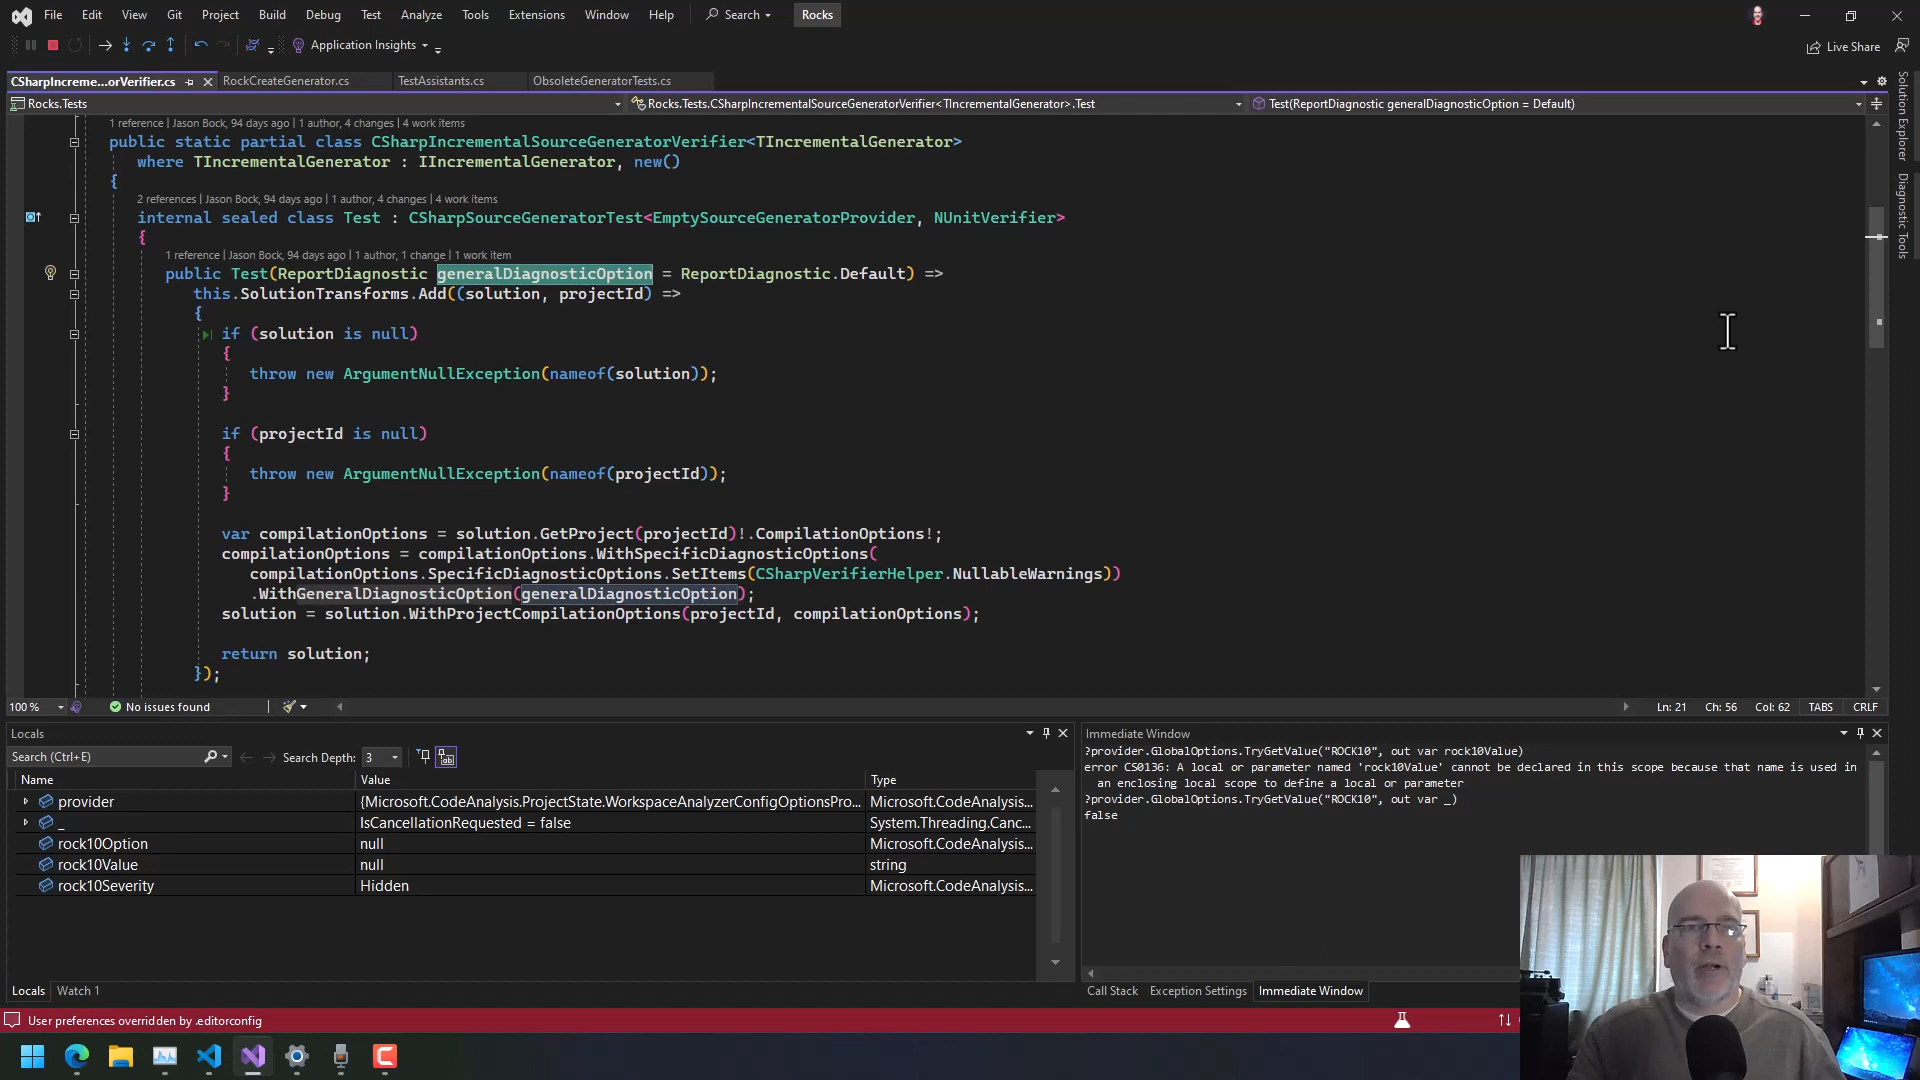 File Edit View Git Project Build Debug Test Analyze Tools Extensions Window Help Search Rocks
Application Insights
Live Share
CSharpIncreme...orVerifier.cs RockCreateGenerator.cs TestAssistants.cs ObsoleteGeneratorTests.cs
Rocks.Tests Rocks.Tests.CSharpIncrementalSourceGeneratorVerifier<TIncrementalGenerator>.Test Test(ReportDiagnostic generalDiagnosticOption = Default)
1 reference | Jason Bock, 94 days ago | 1 author, 4 changes | 4 work items
public static partial class CSharpIncrementalSourceGeneratorVerifier<TIncrementalGenerator>
where TIncrementalGenerator : IIncrementalGenerator, new()
{
2 references | Jason Bock, 94 days ago | 1 author, 4 changes | 4 work items
internal sealed class Test : CSharpSourceGeneratorTest<EmptySourceGeneratorProvider, NUnitVerifier>
{
1 reference | Jason Bock, 94 days ago | 1 author, 1 change | 1 work item
public Test(ReportDiagnostic generalDiagnosticOption = ReportDiagnostic.Default) =>
this.SolutionTransforms.Add((solution, projectId) =>
{
if (solution is null)
{
throw new ArgumentNullException(nameof(solution));
}
if (projectId is null)
{
throw new ArgumentNullException(nameof(projectId));
}
var compilationOptions = solution.GetProject(projectId)!.CompilationOptions!;
compilationOptions = compilationOptions.WithSpecificDiagnosticOptions(
compilationOptions.SpecificDiagnosticOptions.SetItems(CSharpVerifierHelper.NullableWarnings))
.WithGeneralDiagnosticOption(generalDiagnosticOption);
solution = solution.WithProjectCompilationOptions(projectId, compilationOptions);
return solution;
});
Solution Explorer
Diagnostic Tools
100 % No issues found Ln: 21 Ch: 56 Col: 62 TABS CRLF
Locals
Search (Ctrl+E) Search Depth: 3
Name Value Type
provider {Microsoft.CodeAnalysis.ProjectState.WorkspaceAnalyzerConfigOptionsPro... Microsoft.CodeAnalysis...
_ IsCancellationRequested = false System.Threading.Canc...
rock10Option null Microsoft.CodeAnalysis...
rock10Value null string
rock10Severity Hidden Microsoft.CodeAnalysis...
Locals Watch 1
Immediate Window
?provider.GlobalOptions.TryGetValue("ROCK10", out var rock10Value)
error CS0136: A local or parameter named 'rock10Value' cannot be declared in this scope because that name is used in
an enclosing local scope to define a local or parameter
?provider.GlobalOptions.TryGetValue("ROCK10", out var _)
false
Call Stack Exception Settings Immediate Window
User preferences overridden by .editorconfig